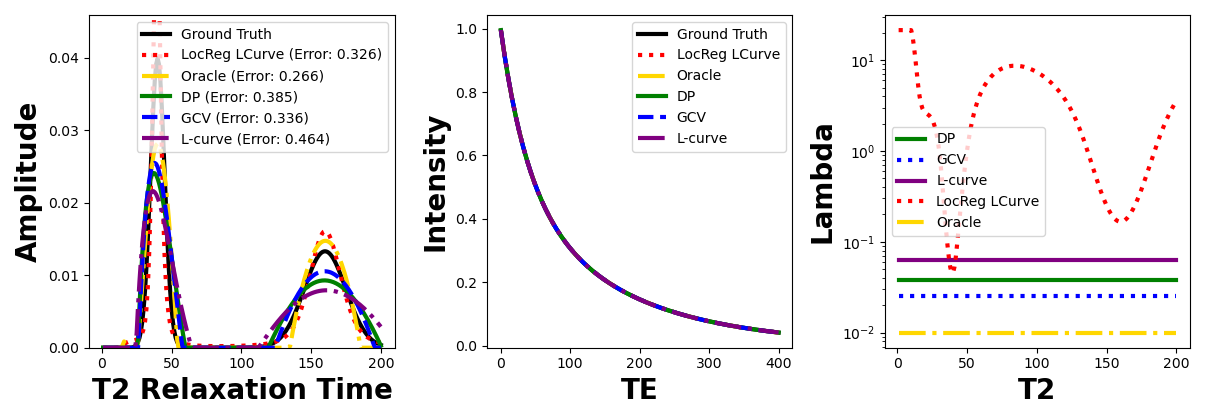 Amplitude
0.04
0.03
0.02
0.01
0.00
0
50
100
150
200
T2 Relaxation Time
Ground Truth
LocReg LCurve (Error: 0.326)
Oracle (Error: 0.266)
DP (Error: 0.385)
GCV (Error: 0.336)
L-curve (Error: 0.464)
Intensity
1.0
0.8
0.6
0.4
0.2
0.0
0
100
200
300
400
TE
Ground Truth
LocReg LCurve
Oracle
DP
GCV
L-curve
Lambda
10¹
10⁰
10⁻¹
10⁻²
0
50
100
150
200
T2
DP
GCV
L-curve
LocReg LCurve
Oracle